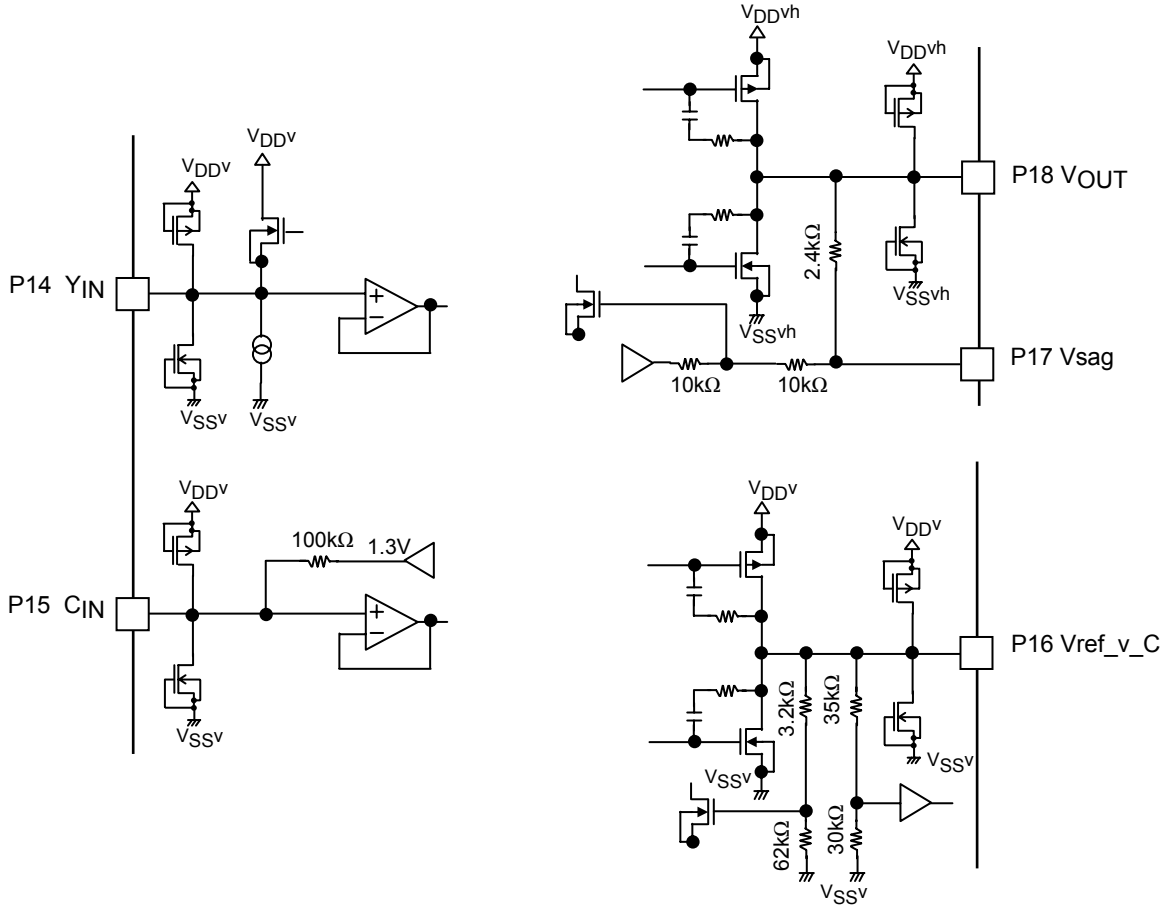 VDDv
VDDv
P14 YIN
+
−
VSSv
VSSv
VDDv
100kΩ
1.3V
P15 CIN
+
−
VSSv
VDDvh
VDDvh
P18 VOUT
2.4kΩ
VSSvh
VSSvh
P17 Vsag
10kΩ
10kΩ
VDDv
VDDv
P16 Vref_v_C
3.2kΩ
35kΩ
VSSv
VSSv
62kΩ
30kΩ
VSSv